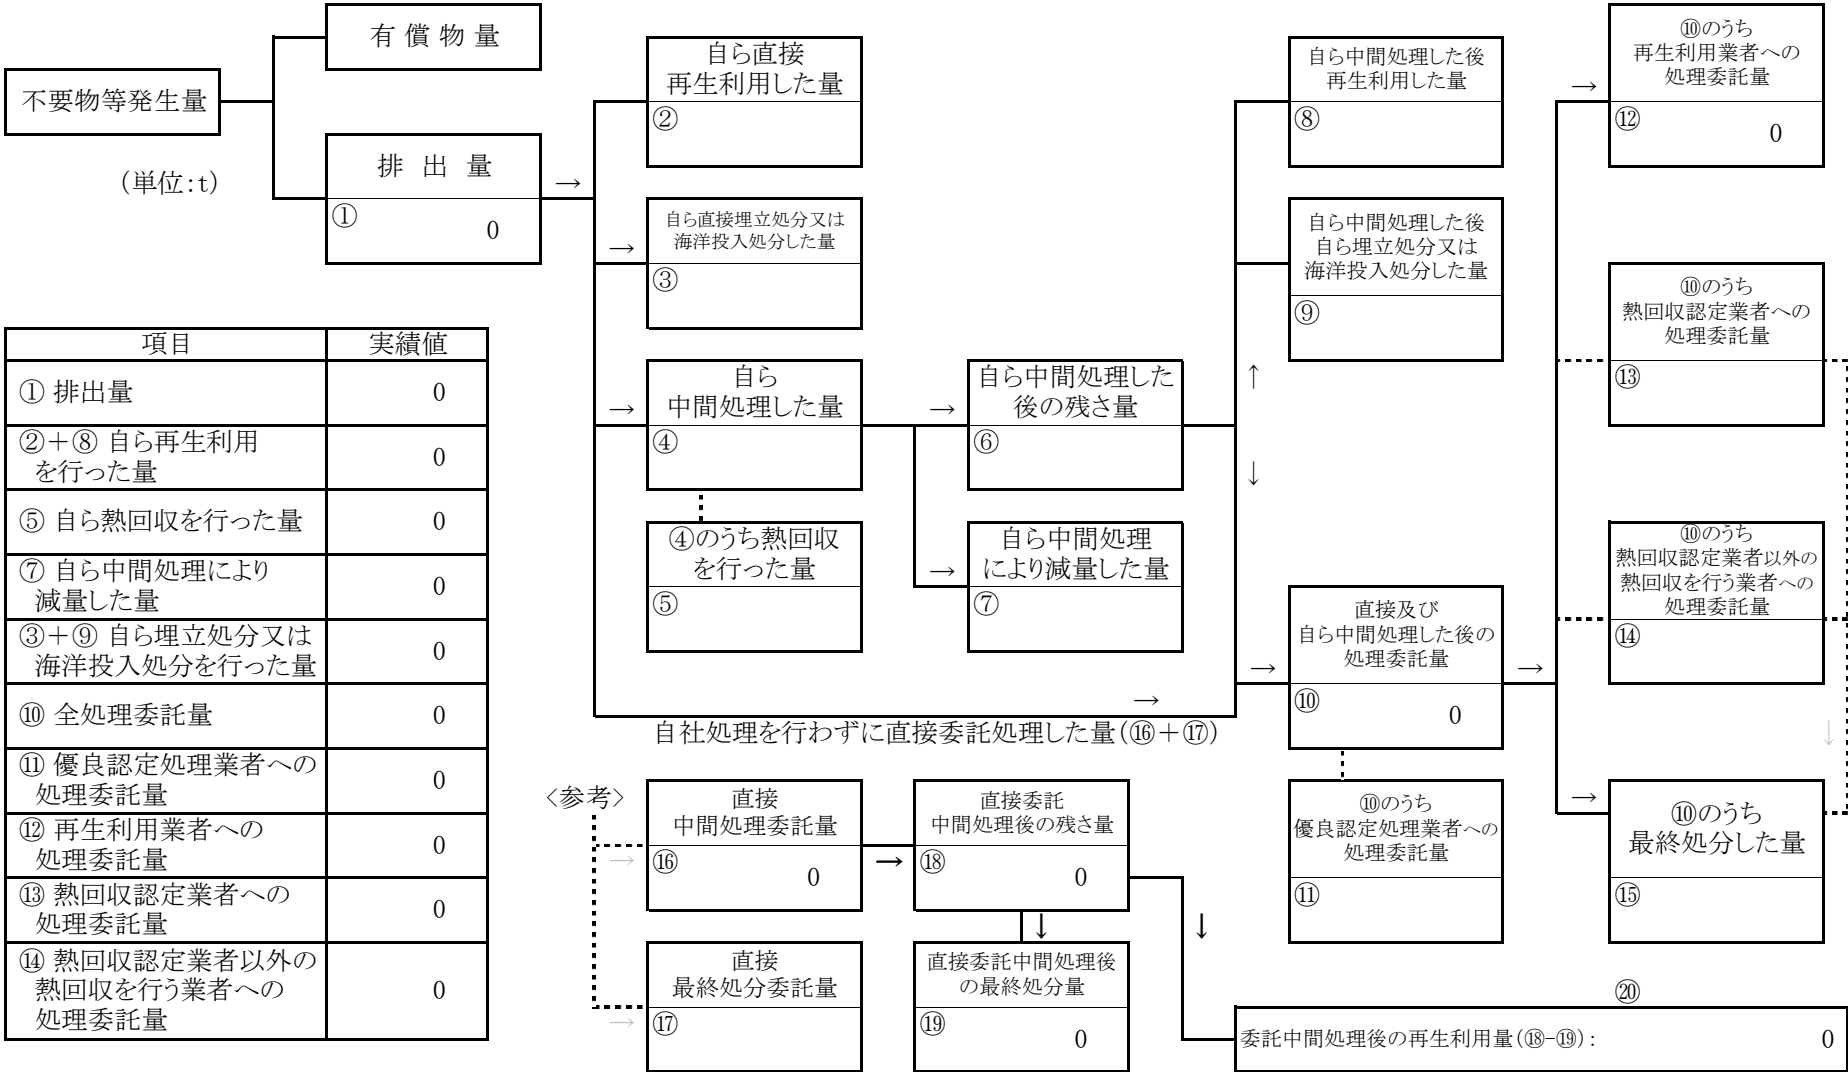 不要物等発生量
有 償 物 量
排 出 量
①
0
(単位:t)
→
自ら直接
再生利用した量
②
→
自ら直接埋立処分又は
海洋投入処分した量
③
→
自ら
中間処理した量
④
④のうち熱回収
を行った量
⑤
→
自ら中間処理した
後の残さ量
⑥
→
自ら中間処理
により減量した量
⑦
↑
↓
自ら中間処理した後
再生利用した量
⑧
自ら中間処理した後
自ら埋立処分又は
海洋投入処分した量
⑨
→
自社処理を行わずに直接委託処理した量(⑯+⑰)
→
直接及び
自ら中間処理した後の
処理委託量
⑩
0
⑩のうち
優良認定処理業者への
処理委託量
⑪
→
→
⑩のうち
再生利用業者への
処理委託量
⑫
0
⑩のうち
熱回収認定業者への
処理委託量
⑬
⑩のうち
熱回収認定業者以外の
熱回収を行う業者への
処理委託量
⑭
↓
→
⑩のうち
最終処分した量
⑮
項目 実績値
① 排出量 0
②+⑧ 自ら再生利用
を行った量
0
⑤ 自ら熱回収を行った量 0
⑦ 自ら中間処理により
減量した量
0
③+⑨ 自ら埋立処分又は
海洋投入処分を行った量
0
⑩ 全処理委託量 0
⑪ 優良認定処理業者への
処理委託量
0
⑫ 再生利用業者への
処理委託量
0
⑬ 熱回収認定業者への
処理委託量
0
⑭ 熱回収認定業者以外の
熱回収を行う業者への
処理委託量
0
<参考>
→
直接
中間処理委託量
⑯
0
→
直接委託
中間処理後の残さ量
⑱
0
↓
↓
→
直接
最終処分委託量
⑰
直接委託中間処理後
の最終処分量
⑲
0
⑳
委託中間処理後の再生利用量(⑱-⑲): 0